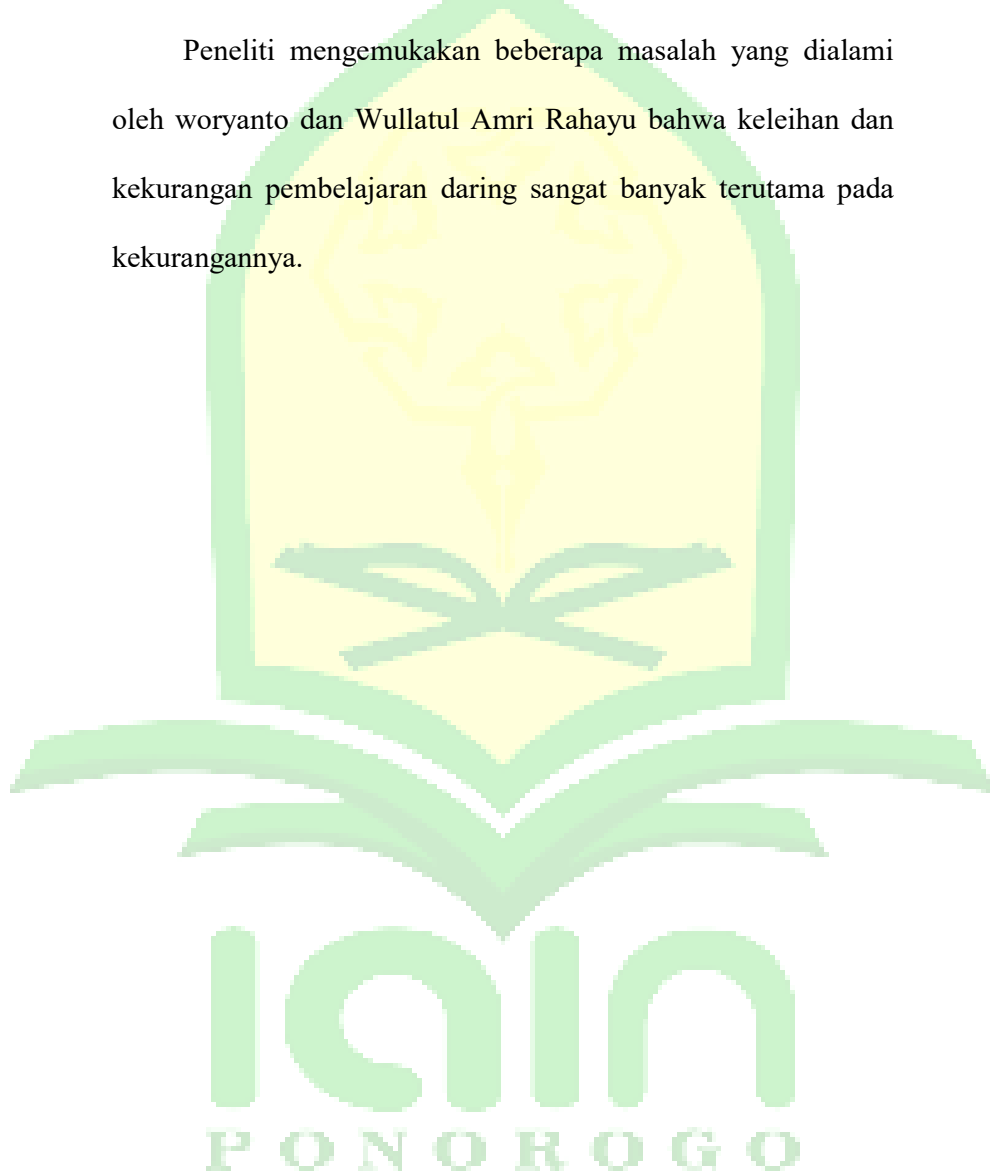 Peneliti mengemukakan beberapa masalah yang dialami
oleh woryanto dan Wullatul Amri Rahayu bahwa keleihan dan
kekurangan pembelajaran daring sangat banyak terutama pada
kekurangannya.
iain
PONOROGO